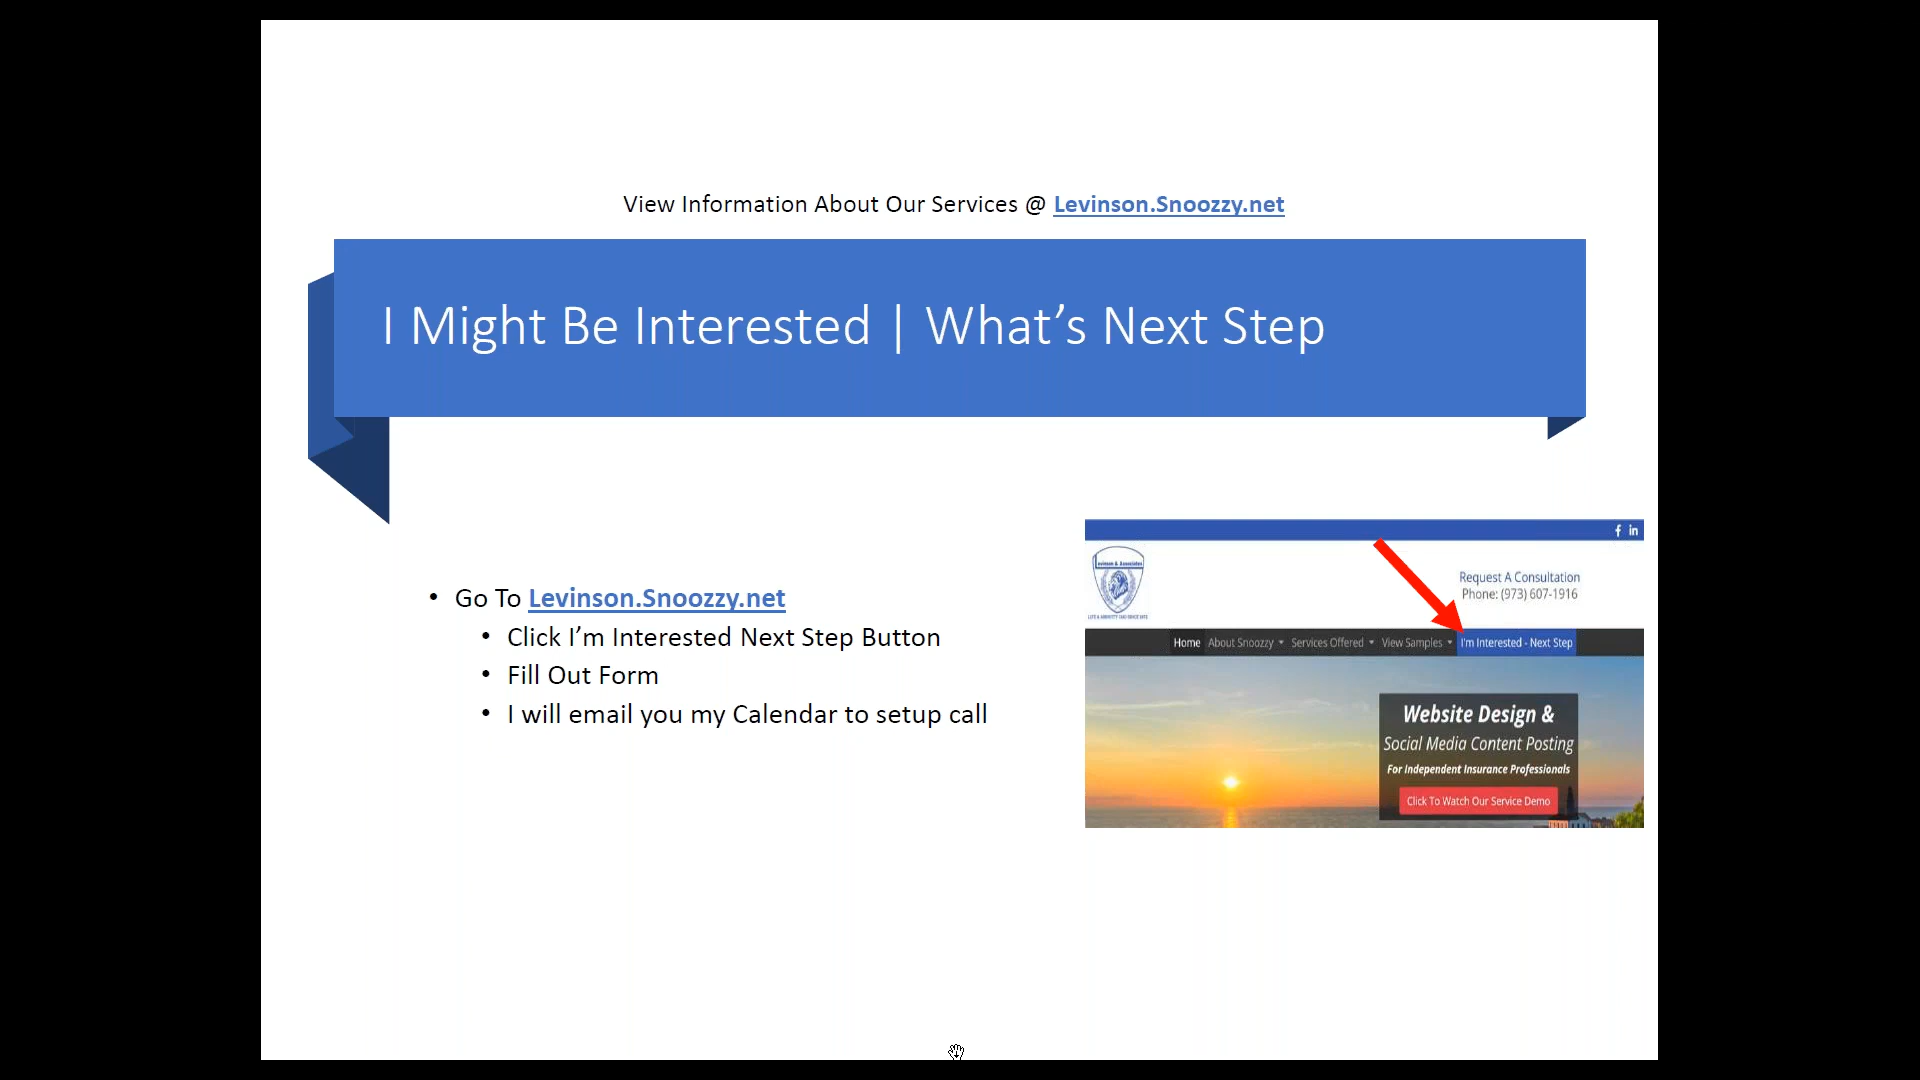 View Information About Our Services @ Levinson.Snoozzy.net
I Might Be Interested | What’s Next Step
• Go To Levinson.Snoozzy.net
• Click I’m Interested Next Step Button
• Fill Out Form
• I will email you my Calendar to setup call
f in
Levinson & Associates
Request A Consultation
Phone: (973) 607-1916
Home About Snoozzy Services Offered View Samples I'm Interested - Next Step
Website Design &
Social Media Content Posting
For Independent Insurance Professionals
Click To Watch Our Service Demo